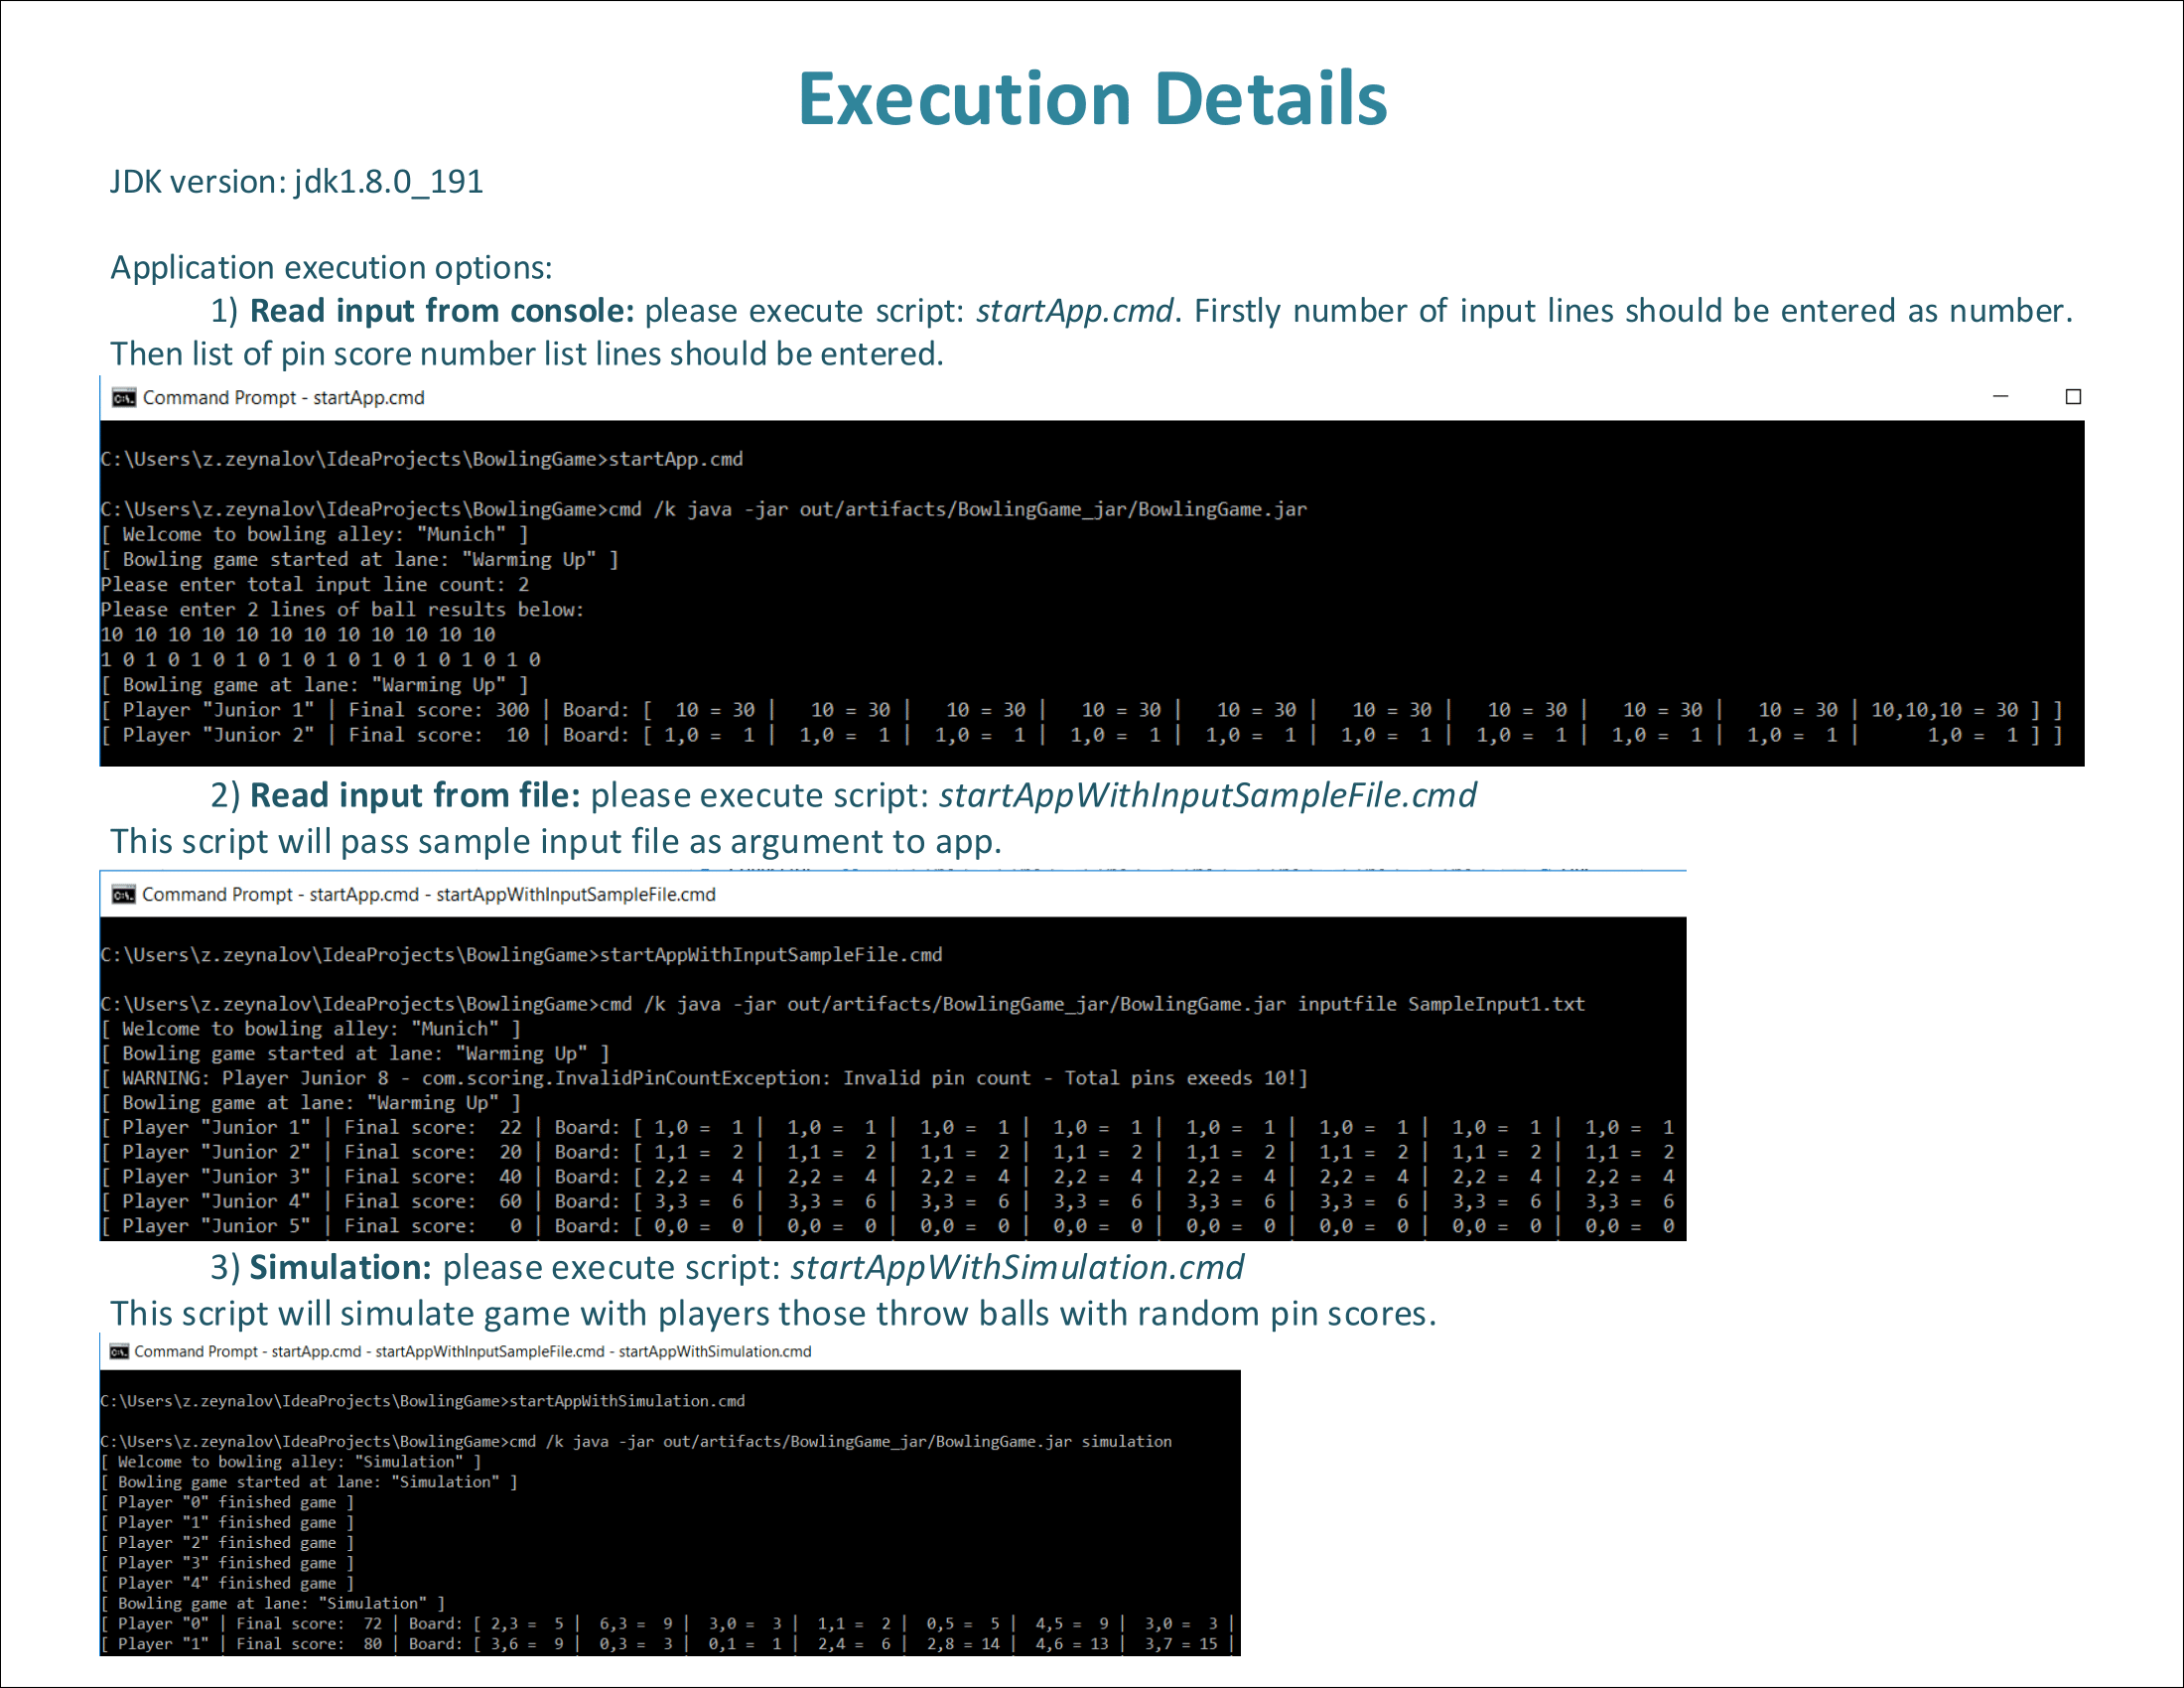 Execution Details
JDK version: jdk1.8.0_191
Application execution options:
1) Read input from console: please execute script: startApp.cmd. Firstly number of input lines should be entered as number.
Then list of pin score number list lines should be entered.
Command Prompt - startApp.cmd
C:\Users\z.zeynalov\IdeaProjects\BowlingGame>startApp.cmd
C:\Users\z.zeynalov\IdeaProjects\BowlingGame>cmd /k java -jar out/artifacts/BowlingGame_jar/BowlingGame.jar
[ Welcome to bowling alley: "Munich" ]
[ Bowling game started at lane: "Warming Up" ]
Please enter total input line count: 2
Please enter 2 lines of ball results below:
10 10 10 10 10 10 10 10 10 10 10 10
1 0 1 0 1 0 1 0 1 0 1 0 1 0 1 0 1 0 1 0
[ Bowling game at lane: "Warming Up" ]
[ Player "Junior 1" | Final score: 300 | Board: [  10 = 30 |   10 = 30 |   10 = 30 |   10 = 30 |   10 = 30 |   10 = 30 |   10 = 30 |   10 = 30 |   10 = 30 | 10,10,10 = 30 ] ]
[ Player "Junior 2" | Final score:  10 | Board: [ 1,0 =  1 |  1,0 =  1 |  1,0 =  1 |  1,0 =  1 |  1,0 =  1 |  1,0 =  1 |  1,0 =  1 |  1,0 =  1 |  1,0 =  1 |      1,0 =  1 ] ]
2) Read input from file: please execute script: startAppWithInputSampleFile.cmd
This script will pass sample input file as argument to app.
Command Prompt - startApp.cmd - startAppWithInputSampleFile.cmd
C:\Users\z.zeynalov\IdeaProjects\BowlingGame>startAppWithInputSampleFile.cmd
C:\Users\z.zeynalov\IdeaProjects\BowlingGame>cmd /k java -jar out/artifacts/BowlingGame_jar/BowlingGame.jar inputfile SampleInput1.txt
[ Welcome to bowling alley: "Munich" ]
[ Bowling game started at lane: "Warming Up" ]
[ WARNING: Player Junior 8 - com.scoring.InvalidPinCountException: Invalid pin count - Total pins exeeds 10!]
[ Bowling game at lane: "Warming Up" ]
[ Player "Junior 1" | Final score:  22 | Board: [ 1,0 =  1 |  1,0 =  1 |  1,0 =  1 |  1,0 =  1 |  1,0 =  1 |  1,0 =  1 |  1,0 =  1 |  1,0 =  1
[ Player "Junior 2" | Final score:  20 | Board: [ 1,1 =  2 |  1,1 =  2 |  1,1 =  2 |  1,1 =  2 |  1,1 =  2 |  1,1 =  2 |  1,1 =  2 |  1,1 =  2
[ Player "Junior 3" | Final score:  40 | Board: [ 2,2 =  4 |  2,2 =  4 |  2,2 =  4 |  2,2 =  4 |  2,2 =  4 |  2,2 =  4 |  2,2 =  4 |  2,2 =  4
[ Player "Junior 4" | Final score:  60 | Board: [ 3,3 =  6 |  3,3 =  6 |  3,3 =  6 |  3,3 =  6 |  3,3 =  6 |  3,3 =  6 |  3,3 =  6 |  3,3 =  6
[ Player "Junior 5" | Final score:   0 | Board: [ 0,0 =  0 |  0,0 =  0 |  0,0 =  0 |  0,0 =  0 |  0,0 =  0 |  0,0 =  0 |  0,0 =  0 |  0,0 =  0
3) Simulation: please execute script: startAppWithSimulation.cmd
This script will simulate game with players those throw balls with random pin scores.
Command Prompt - startApp.cmd - startAppWithInputSampleFile.cmd - startAppWithSimulation.cmd
C:\Users\z.zeynalov\IdeaProjects\BowlingGame>startAppWithSimulation.cmd
C:\Users\z.zeynalov\IdeaProjects\BowlingGame>cmd /k java -jar out/artifacts/BowlingGame_jar/BowlingGame.jar simulation
[ Welcome to bowling alley: "Simulation" ]
[ Bowling game started at lane: "Simulation" ]
[ Player "0" finished game ]
[ Player "1" finished game ]
[ Player "2" finished game ]
[ Player "3" finished game ]
[ Player "4" finished game ]
[ Bowling game at lane: "Simulation" ]
[ Player "0" | Final score:  72 | Board: [ 2,3 =  5 |  6,3 =  9 |  3,0 =  3 |  1,1 =  2 |  0,5 =  5 |  4,5 =  9 |  3,0 =  3 |
[ Player "1" | Final score:  80 | Board: [ 3,6 =  9 |  0,3 =  3 |  0,1 =  1 |  2,4 =  6 |  2,8 = 14 |  4,6 = 13 |  3,7 = 15 |